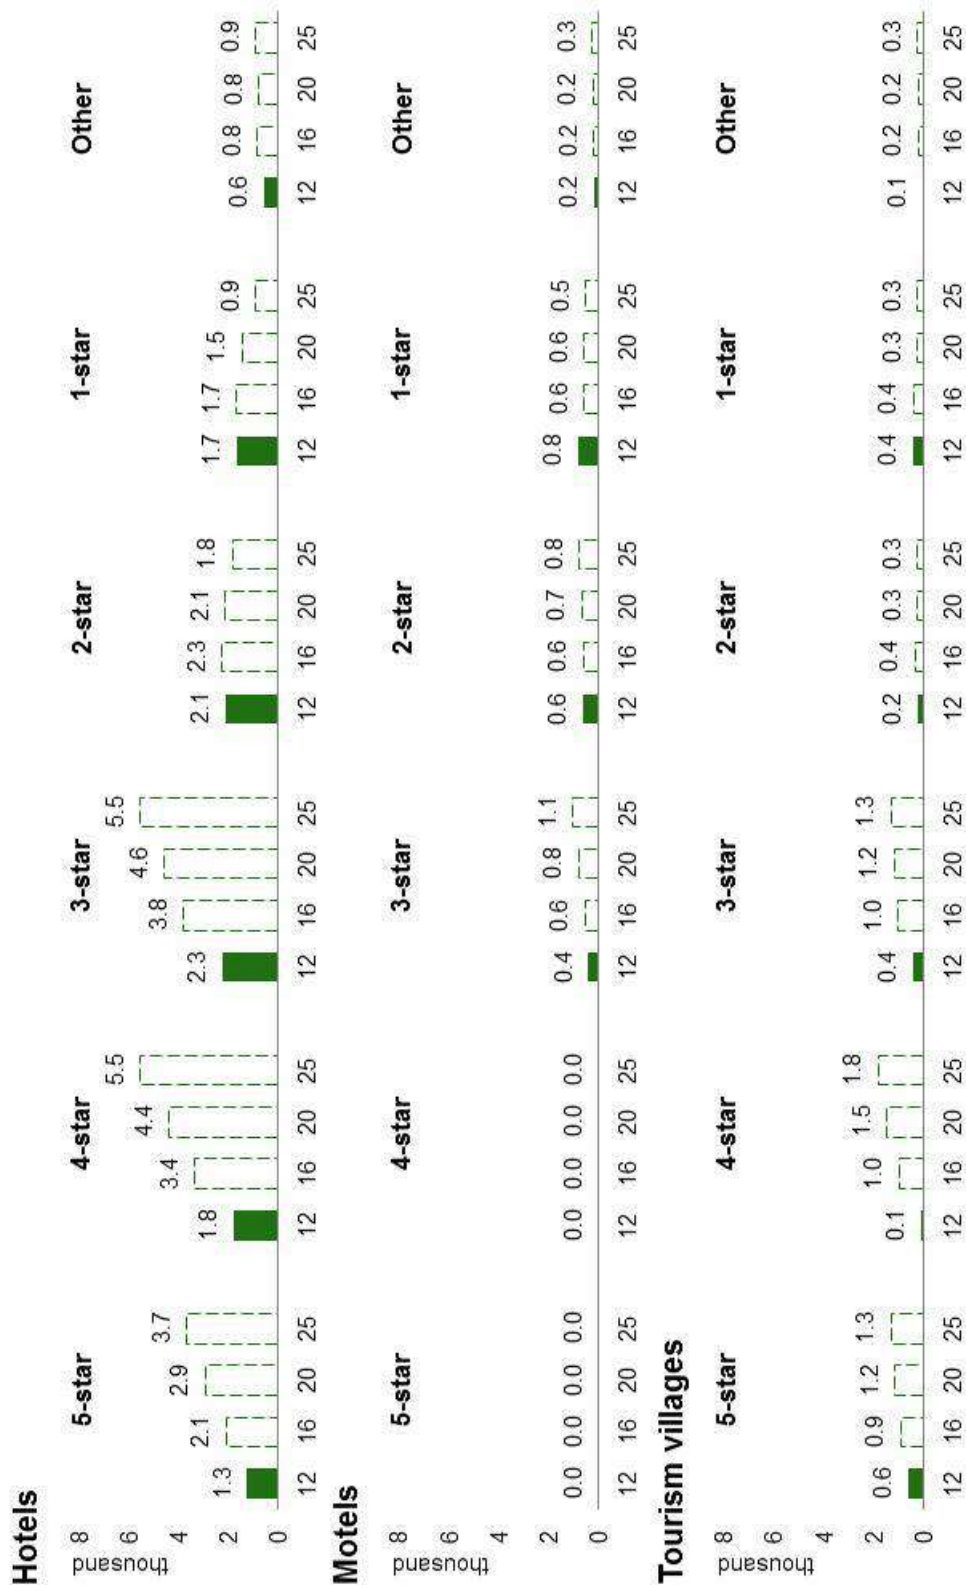 Hotels
5-star 4-star 3-star 2-star 1-star Other
thousand
8
6
4
2
0
1.3 2.1 2.9 3.7 1.8 3.4 4.4 5.5 2.3 3.8 4.6 5.5 2.1 2.3 2.1 1.8 1.7 1.7 1.5 0.9 0.6 0.8 0.8 0.9
12 16 20 25 12 16 20 25 12 16 20 25 12 16 20 25 12 16 20 25 12 16 20 25
Motels
5-star 4-star 3-star 2-star 1-star Other
thousand
8
6
4
2
0
0.0 0.0 0.0 0.0 0.0 0.0 0.0 0.0 0.4 0.6 0.8 1.1 0.6 0.6 0.7 0.8 0.8 0.6 0.6 0.5 0.2 0.2 0.2 0.3
12 16 20 25 12 16 20 25 12 16 20 25 12 16 20 25 12 16 20 25 12 16 20 25
Tourism villages
5-star 4-star 3-star 2-star 1-star Other
thousand
8
6
4
2
0
0.6 0.9 1.2 1.3 0.1 1.0 1.5 1.8 0.4 1.0 1.2 1.3 0.2 0.4 0.3 0.3 0.4 0.4 0.3 0.3 0.1 0.2 0.2 0.3
12 16 20 25 12 16 20 25 12 16 20 25 12 16 20 25 12 16 20 25 12 16 20 25